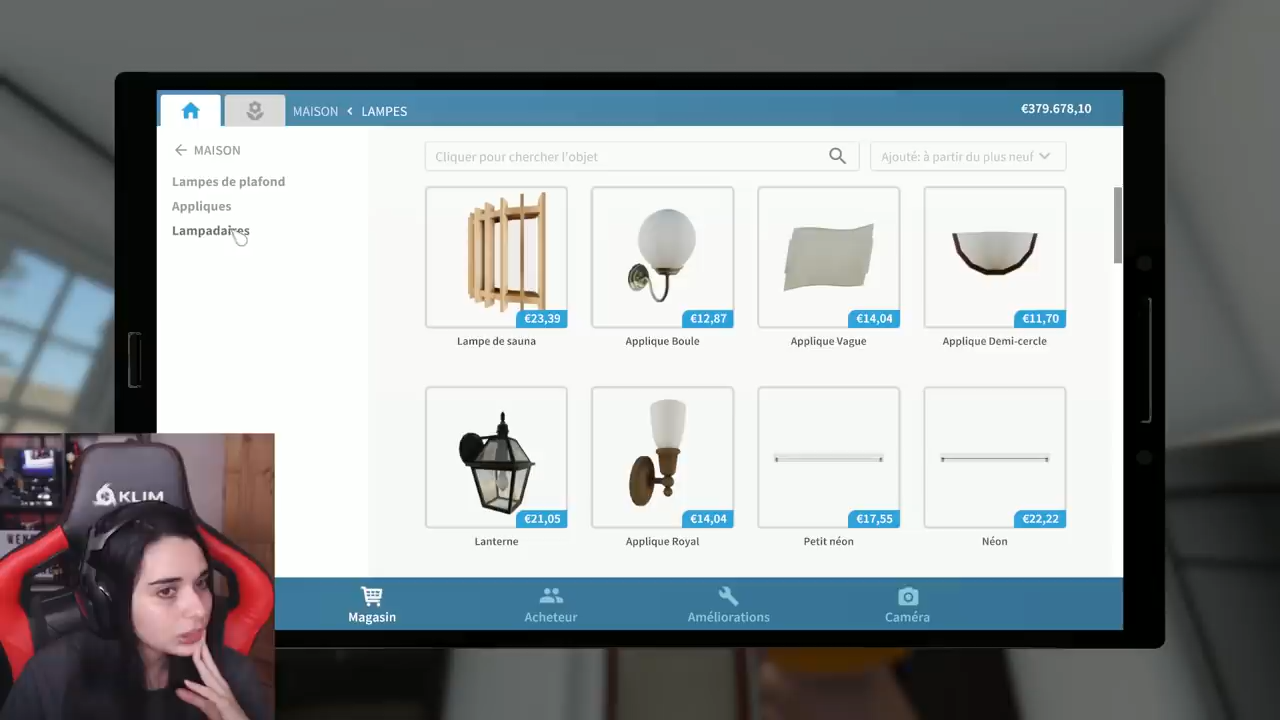 MAISON < LAMPES
€379.678,10
← MAISON
Lampes de plafond
Appliques
Lampadaires
Cliquer pour chercher l'objet
Ajouté: à partir du plus neuf
€23,39
€12,87
€14,04
€11,70
Lampe de sauna
Applique Boule
Applique Vague
Applique Demi-cercle
€21,05
€14,04
€17,55
€22,22
Lanterne
Applique Royal
Petit néon
Néon
Magasin
Acheteur
Améliorations
Caméra
KLIM